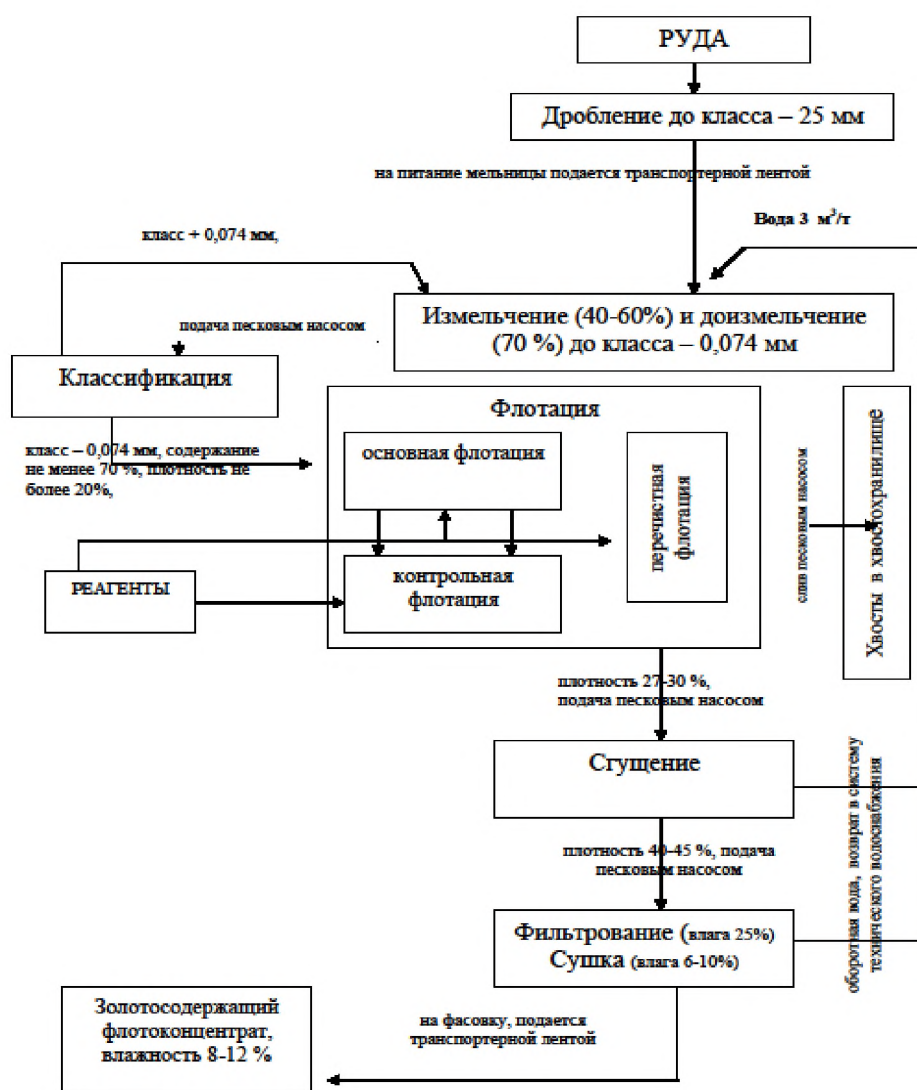 РУДА
Дробление до класса – 25 мм
на питание мельницы подается транспортерной лентой
Вода 3 м³/т
класс + 0,074 мм,
Измельчение (40-60%) и доизмельчение
(70 %) до класса – 0,074 мм
подача песковым насосом
Классификация
класс – 0,074 мм, содержание
не менее 70 %, плотность не
более 20%,
Флотация
основная флотация
перечистная
флотация
контрольная
флотация
РЕАГЕНТЫ
слив песковым насосом
Хвосты в хвостохранилище
плотность 27-30 %,
подача песковым насосом
Сгущение
оборотная вода, возврат в систему
технического водоснабжения
плотность 40-45 %, подача
песковым насосом
Фильтрование (влага 25%)
Сушка (влага 6-10%)
на фасовку, подается
транспортерной лентой
Золотосодержащий
флотоконцентрат,
влажность 8-12 %